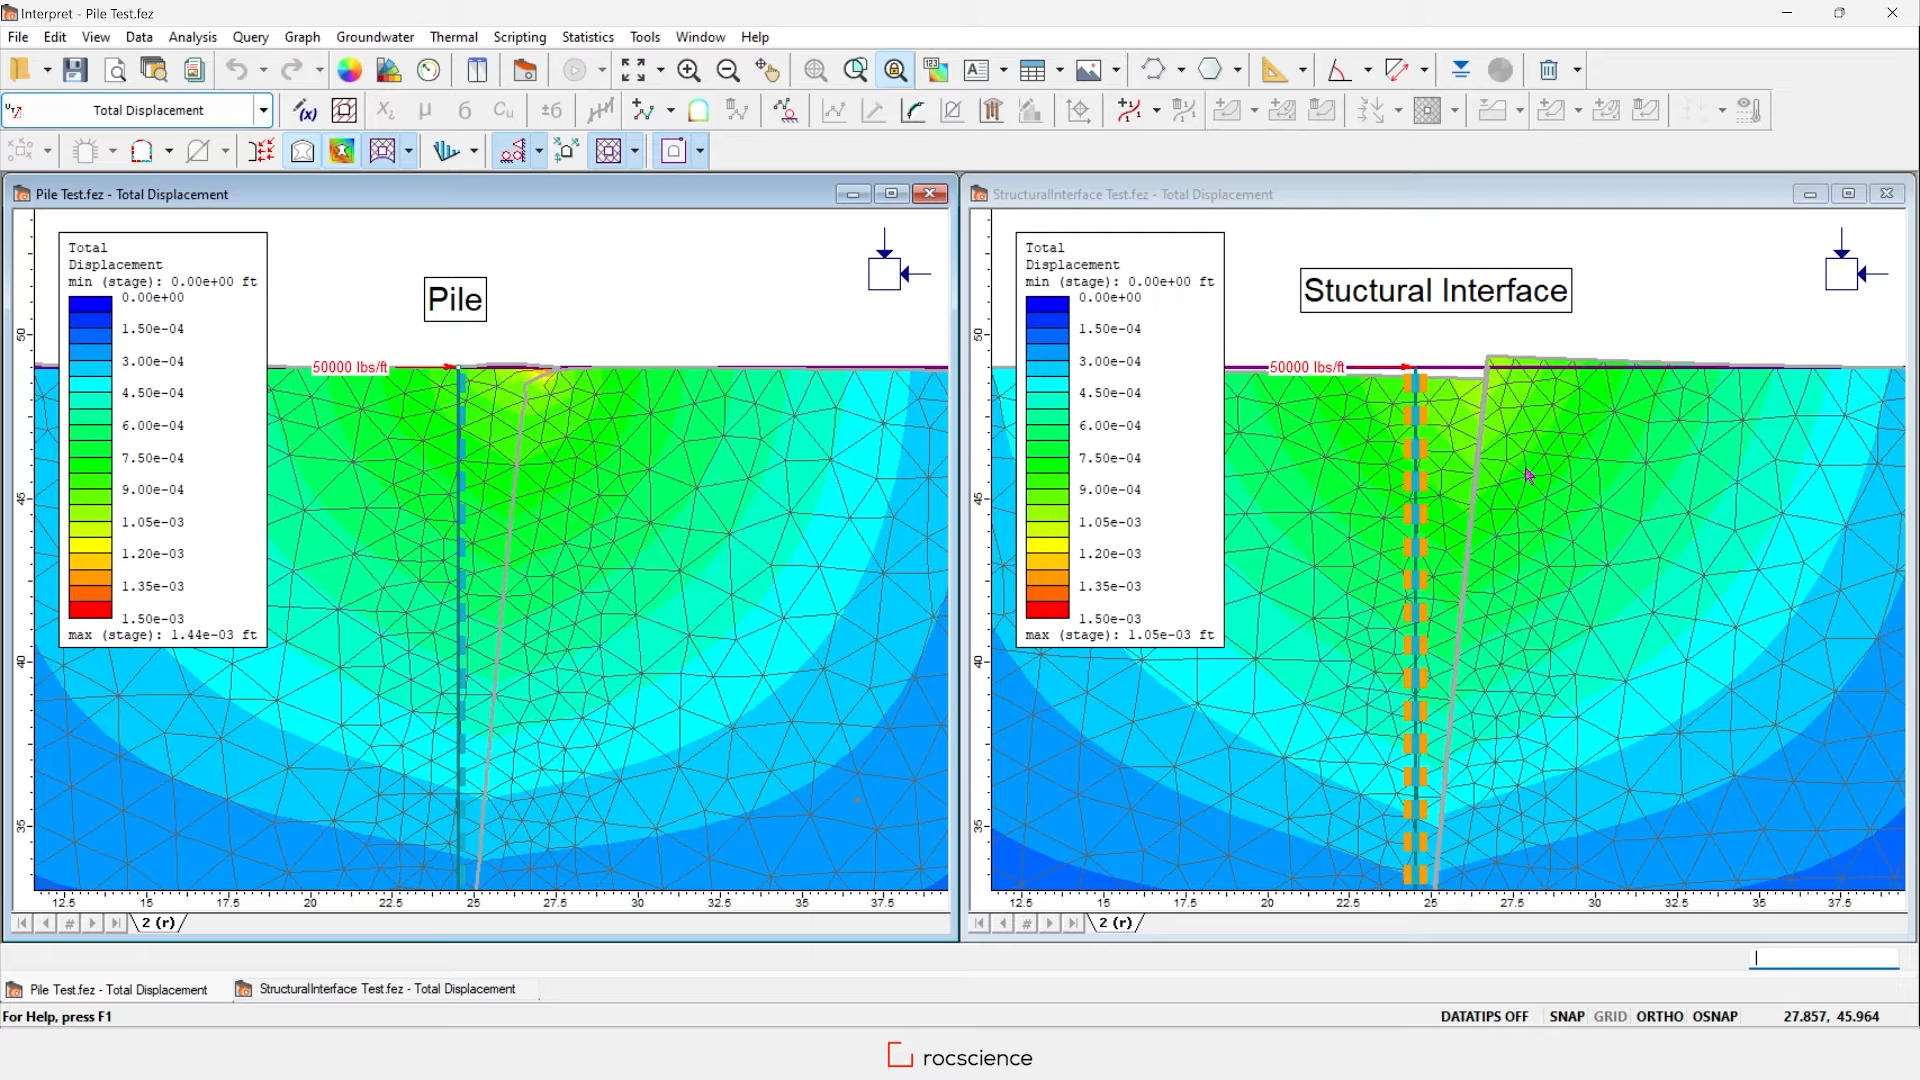 Interpret - Pile Test.fez
File Edit View Data Analysis Query Graph Groundwater Thermal Scripting Statistics Tools Window Help
Total Displacement
Pile Test.fez - Total Displacement
Total
Displacement
min (stage): 0.00e+00 ft
0.00e+00
1.50e-04
3.00e-04
4.50e-04
6.00e-04
7.50e-04
9.00e-04
1.05e-03
1.20e-03
1.35e-03
1.50e-03
max (stage): 1.44e-03 ft
Pile
50000 lbs/ft
50
45
40
35
12.5 15 17.5 20 22.5 25 27.5 30 32.5 35 37.5
2 (r)
StructuralInterface Test.fez - Total Displacement
Total
Displacement
min (stage): 0.00e+00 ft
0.00e+00
1.50e-04
3.00e-04
4.50e-04
6.00e-04
7.50e-04
9.00e-04
1.05e-03
1.20e-03
1.35e-03
1.50e-03
max (stage): 1.05e-03 ft
Stuctural Interface
50000 lbs/ft
50
45
40
35
12.5 15 17.5 20 22.5 25 27.5 30 32.5 35 37.5
2 (r)
Pile Test.fez - Total Displacement
StructuralInterface Test.fez - Total Displacement
For Help, press F1
DATATIPS OFF SNAP GRID ORTHO OSNAP 27.857, 45.964
rocscience